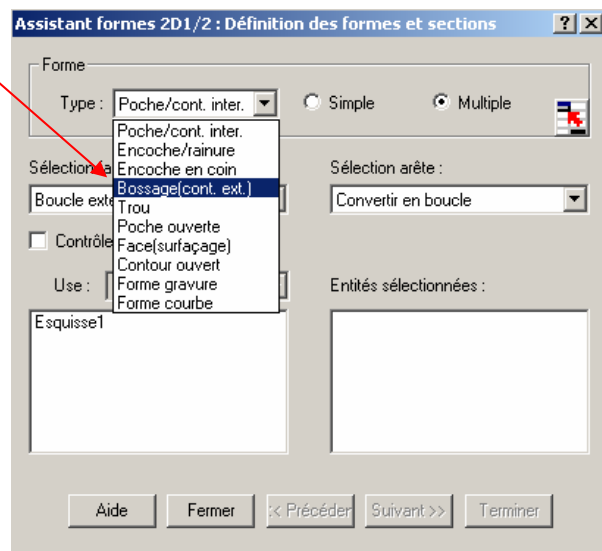 Assistant formes 2D1/2 : Définition des formes et sections
Forme
Type : Poche/cont. inter. Simple Multiple
Poche/cont. inter.
Encoche/rainure
Encoche en coin
Bossage(cont. ext.)
Trou
Poche ouverte
Face(surfaçage)
Contour ouvert
Forme gravure
Forme courbe
Sélection arête :
Boucle exte Convertir en boucle
Contrôle
Use : Entités sélectionnées :
Esquisse1
Aide Fermer << Précéder Suivant >> Terminer